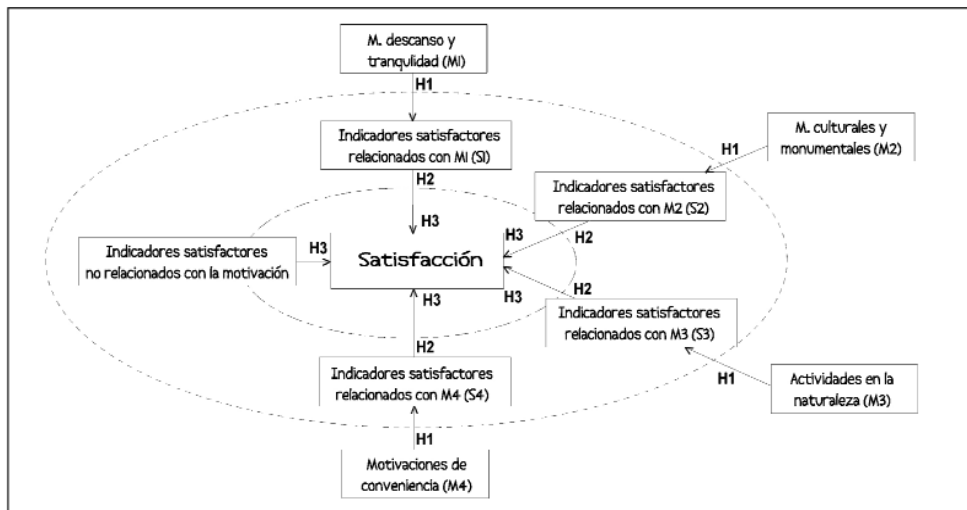 M. descanso y
tranqulidad (M1)
H1
Indicadores satisfactores
relacionados con M1 (S1)
H2
H3
M. culturales y
monumentales (M2)
H1
Indicadores satisfactores
relacionados con M2 (S2)
H2
H3
Indicadores satisfactores
no relacionados con la motivación
H3
Satisfacción
H3
H2
Indicadores satisfactores
relacionados con M3 (S3)
H1
Actividades en la
naturaleza (M3)
H3
H2
Indicadores satisfactores
relacionados con M4 (S4)
H1
Motivaciones de
conveniencia (M4)